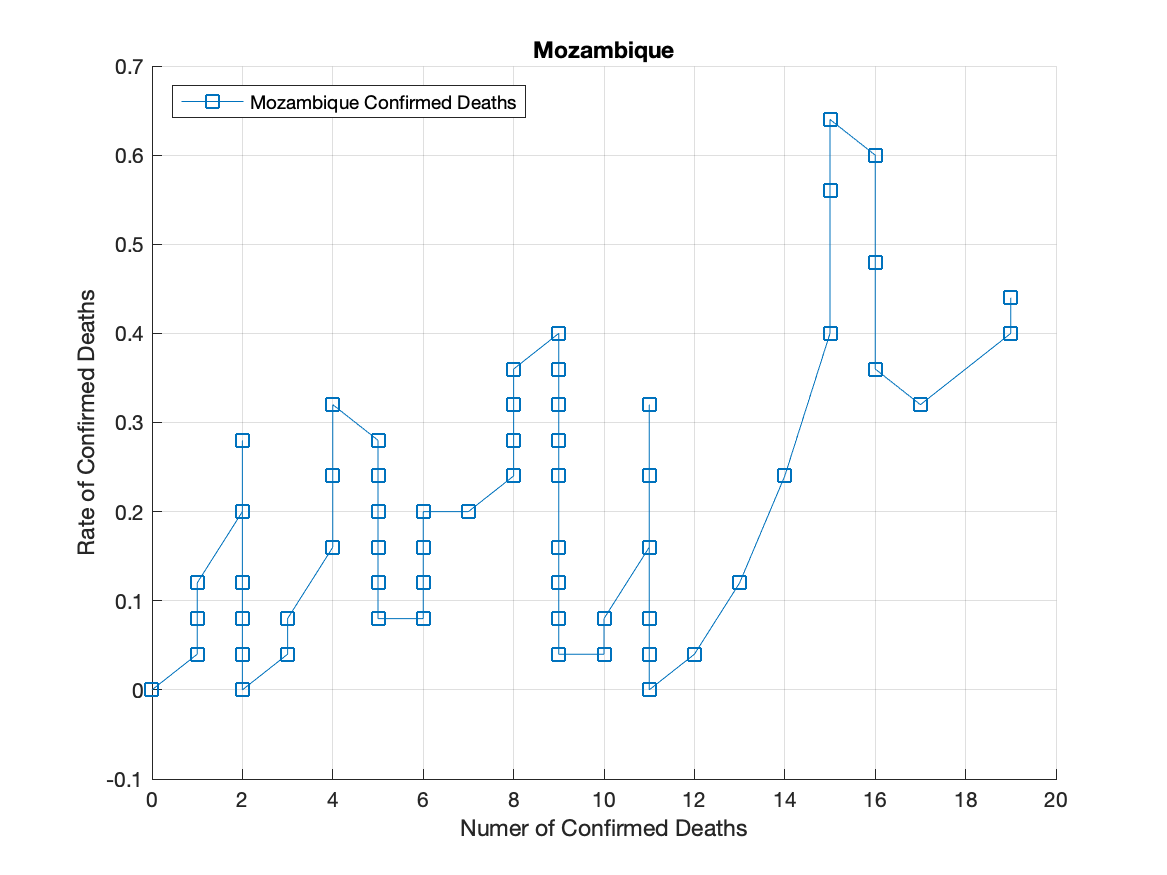 Mozambique
Mozambique Confirmed Deaths
0.7
0.6
0.5
0.4
0.3
0.2
0.1
0
-0.1
Rate of Confirmed Deaths
0 2 4 6 8 10 12 14 16 18 20
Numer of Confirmed Deaths